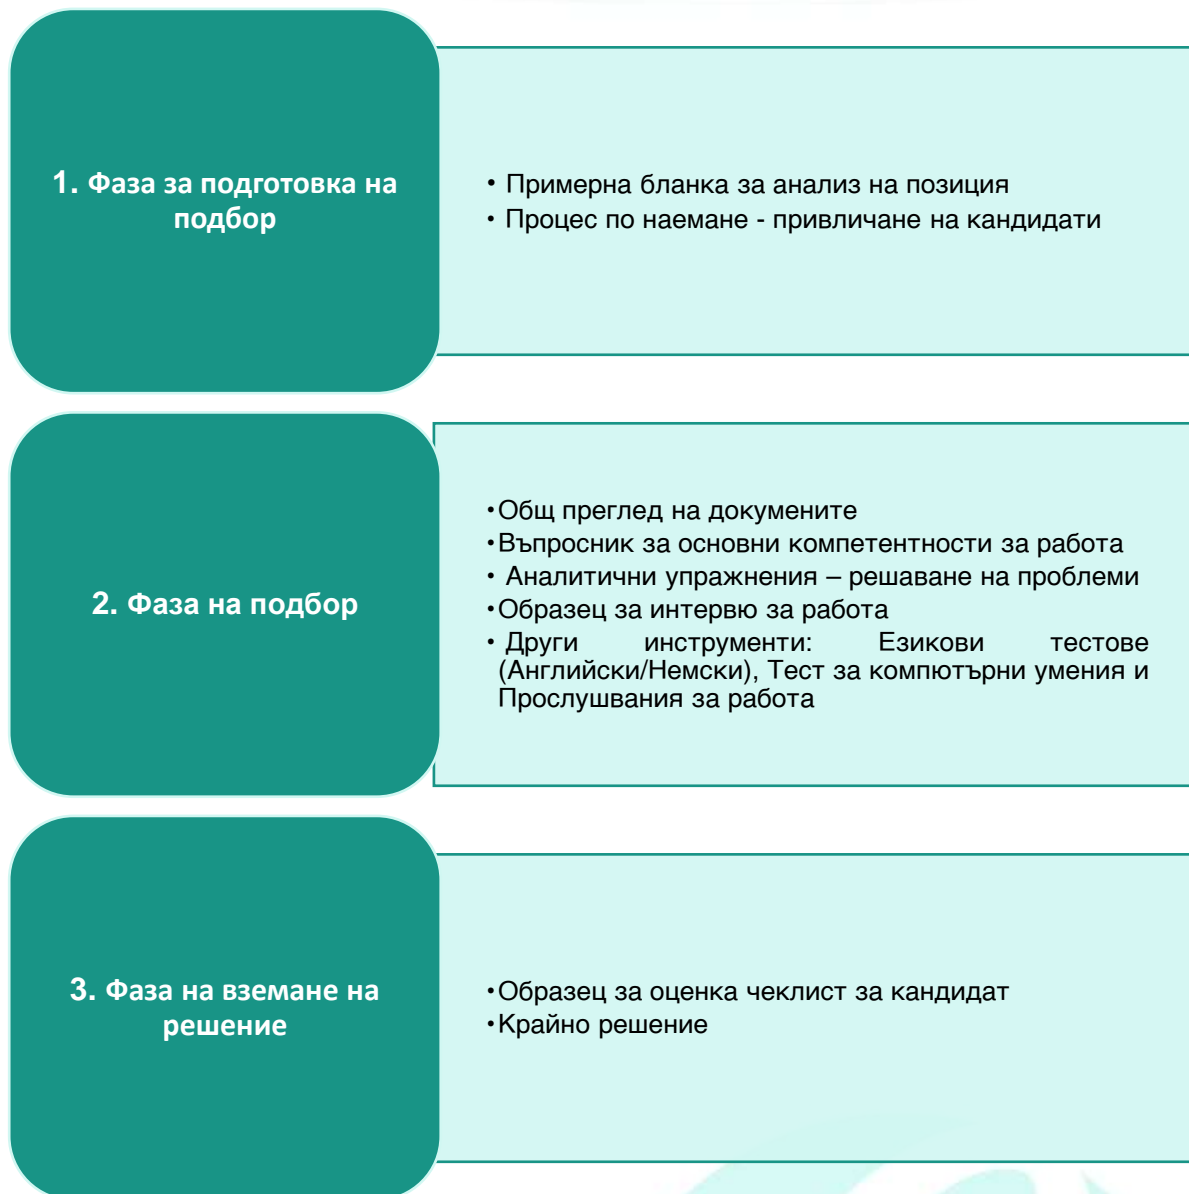 1. Фаза за подготовка на
подбор
• Примерна бланка за анализ на позиция
• Процес по наемане - привличане на кандидати
2. Фаза на подбор
•Общ преглед на докумените
•Въпросник за основни компетентности за работа
• Аналитични упражнения – решаване на проблеми
•Образец за интервю за работа
• Други инструменти: Езикови тестове
(Английски/Немски), Тест за компютърни умения и
Прослушвания за работа
3. Фаза на вземане на
решение
•Образец за оценка чеклист за кандидат
•Крайно решение